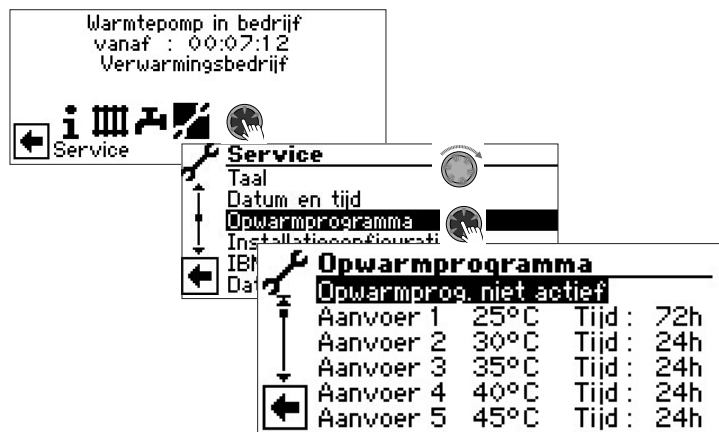 Warmtepomp in bedrijf
vanaf : 00:07:12
Verwarmingsbedrijf
Service
Service
Taal
Datum en tijd
Opwarmprogramma
Opwarmprogramma
Opwarmprog. niet actief
Aanvoer 1 25°C Tijd : 72h
Aanvoer 2 30°C Tijd : 24h
Aanvoer 3 35°C Tijd : 24h
Aanvoer 4 40°C Tijd : 24h
Aanvoer 5 45°C Tijd : 24h